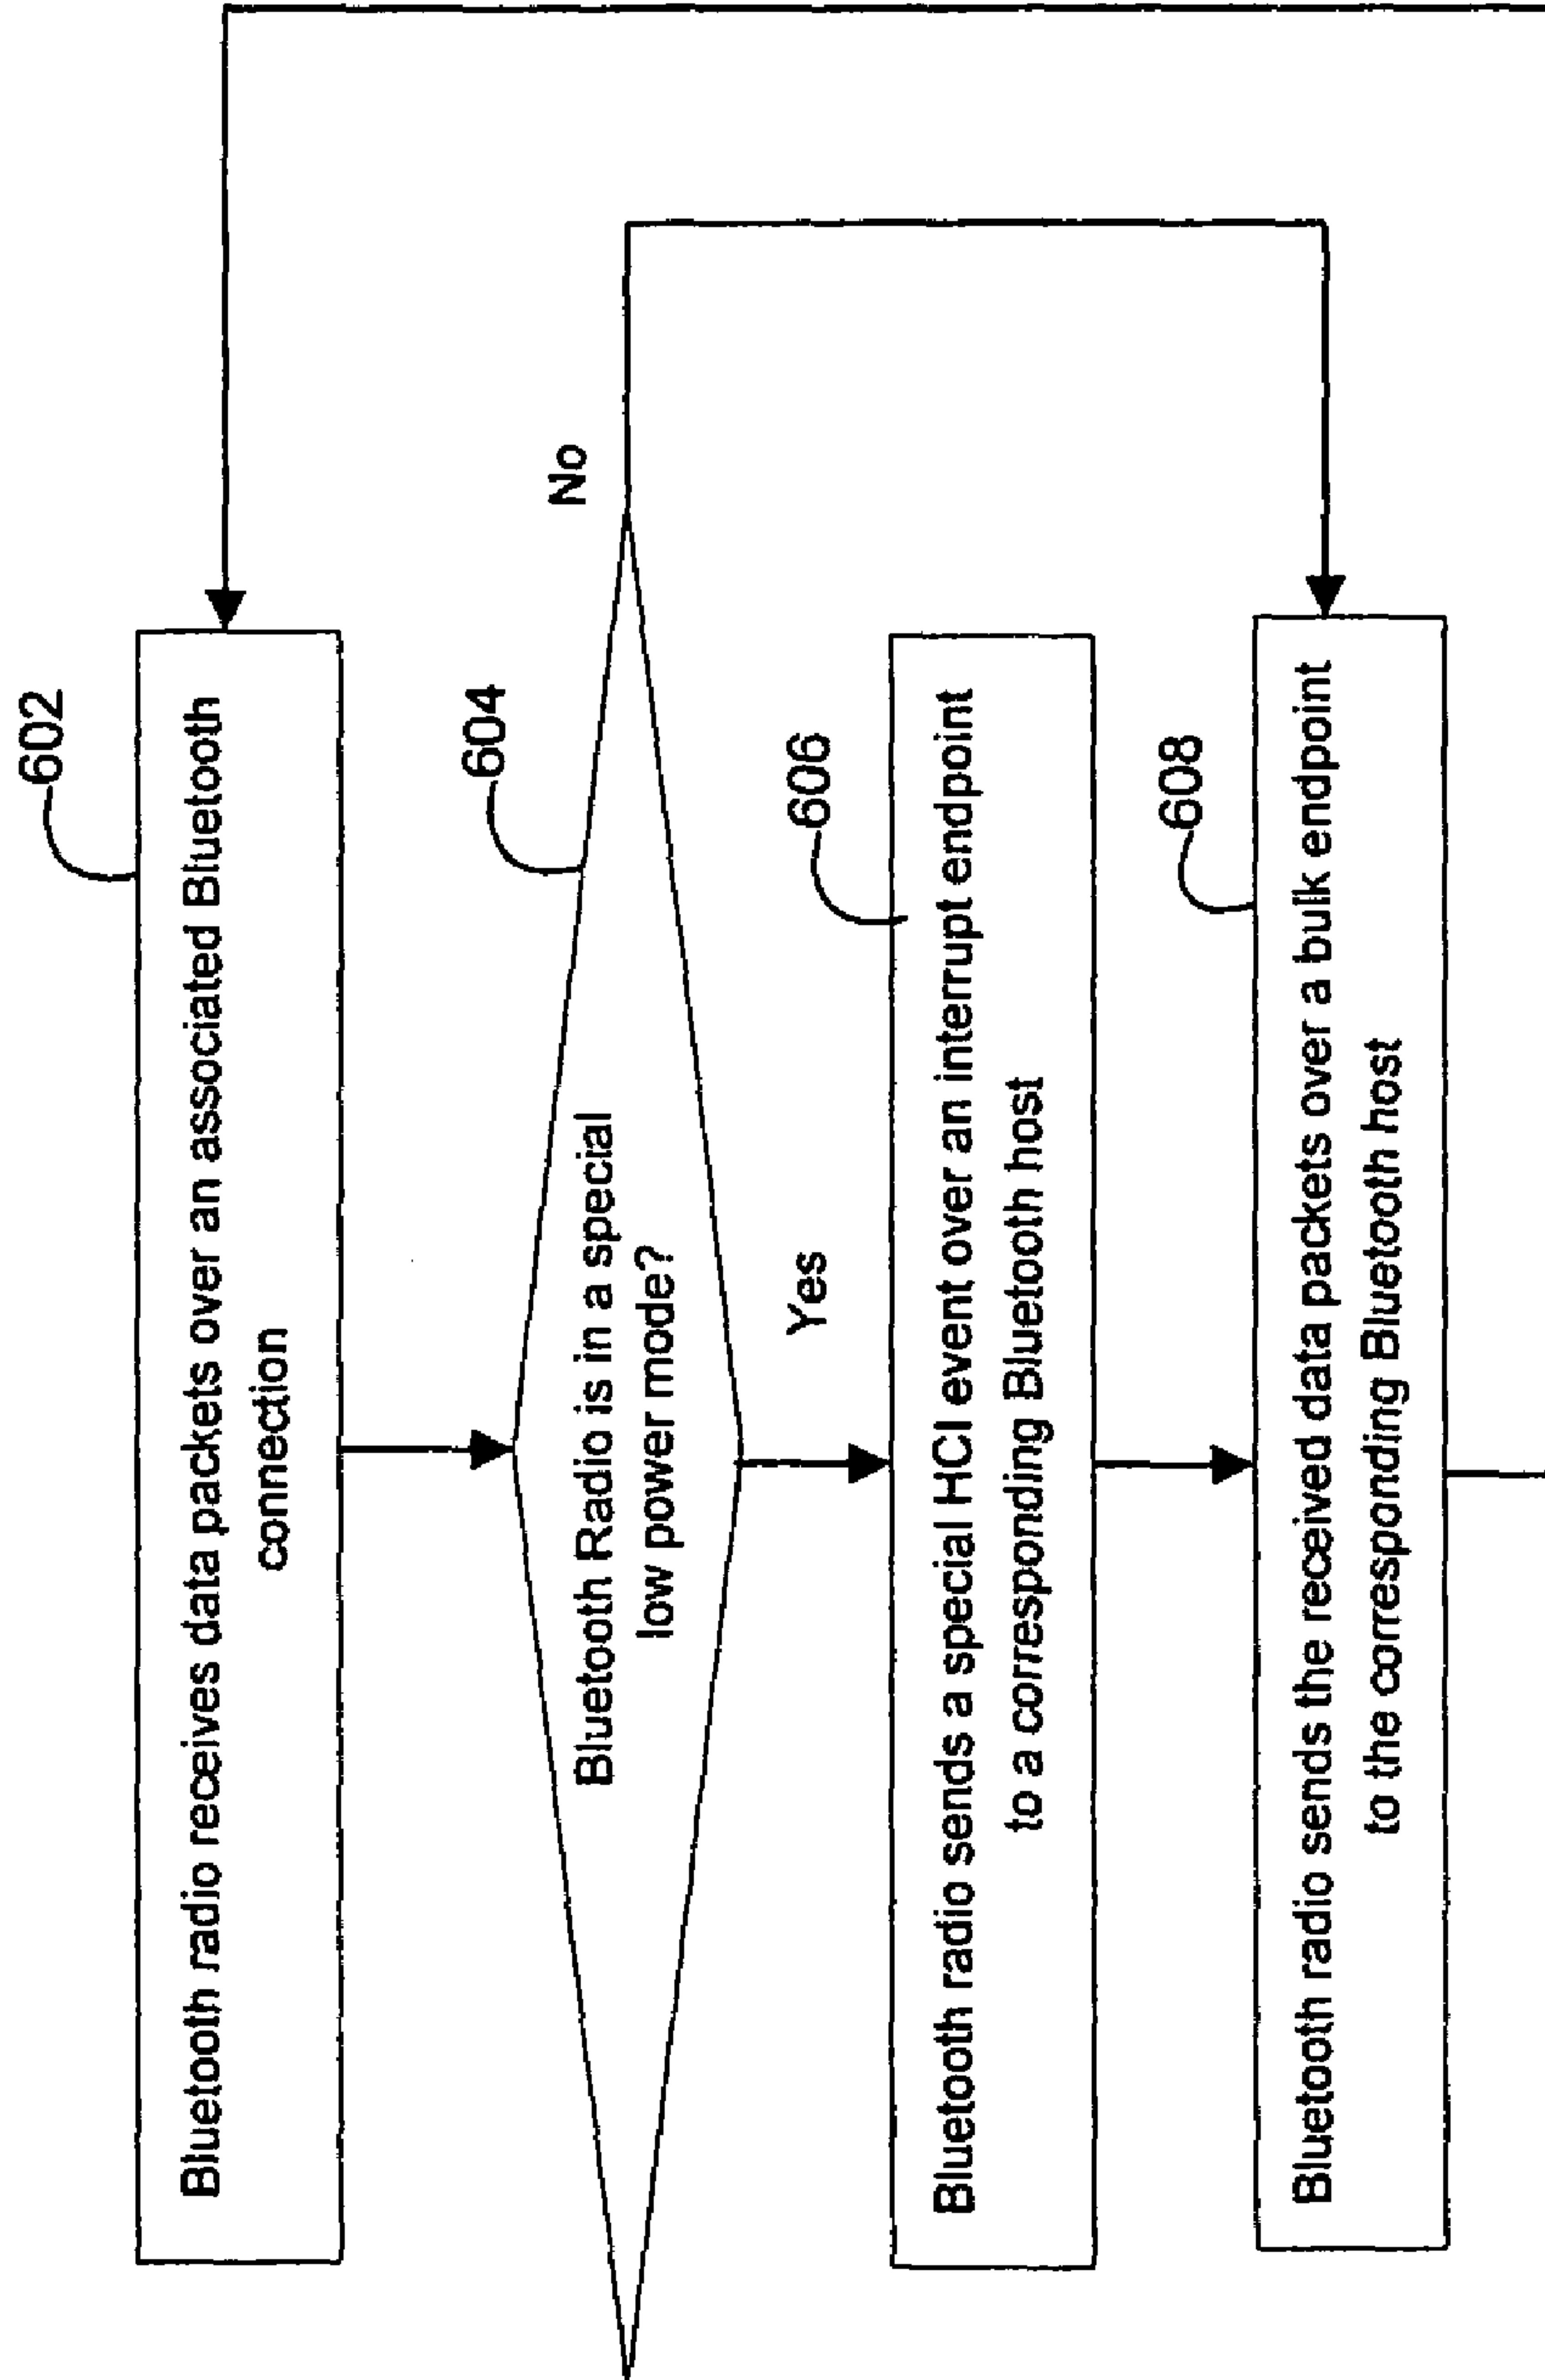 602
Bluetooth radio receives data packets over an associated Bluetooth
connection
604
Bluetooth Radio is in a special
low power mode?
No
Yes
606
Bluetooth radio sends a special HCI event over an interrupt endpoint
to a corresponding Bluetooth host
608
Bluetooth radio sends the received data packets over a bulk endpoint
to the corresponding Bluetooth host